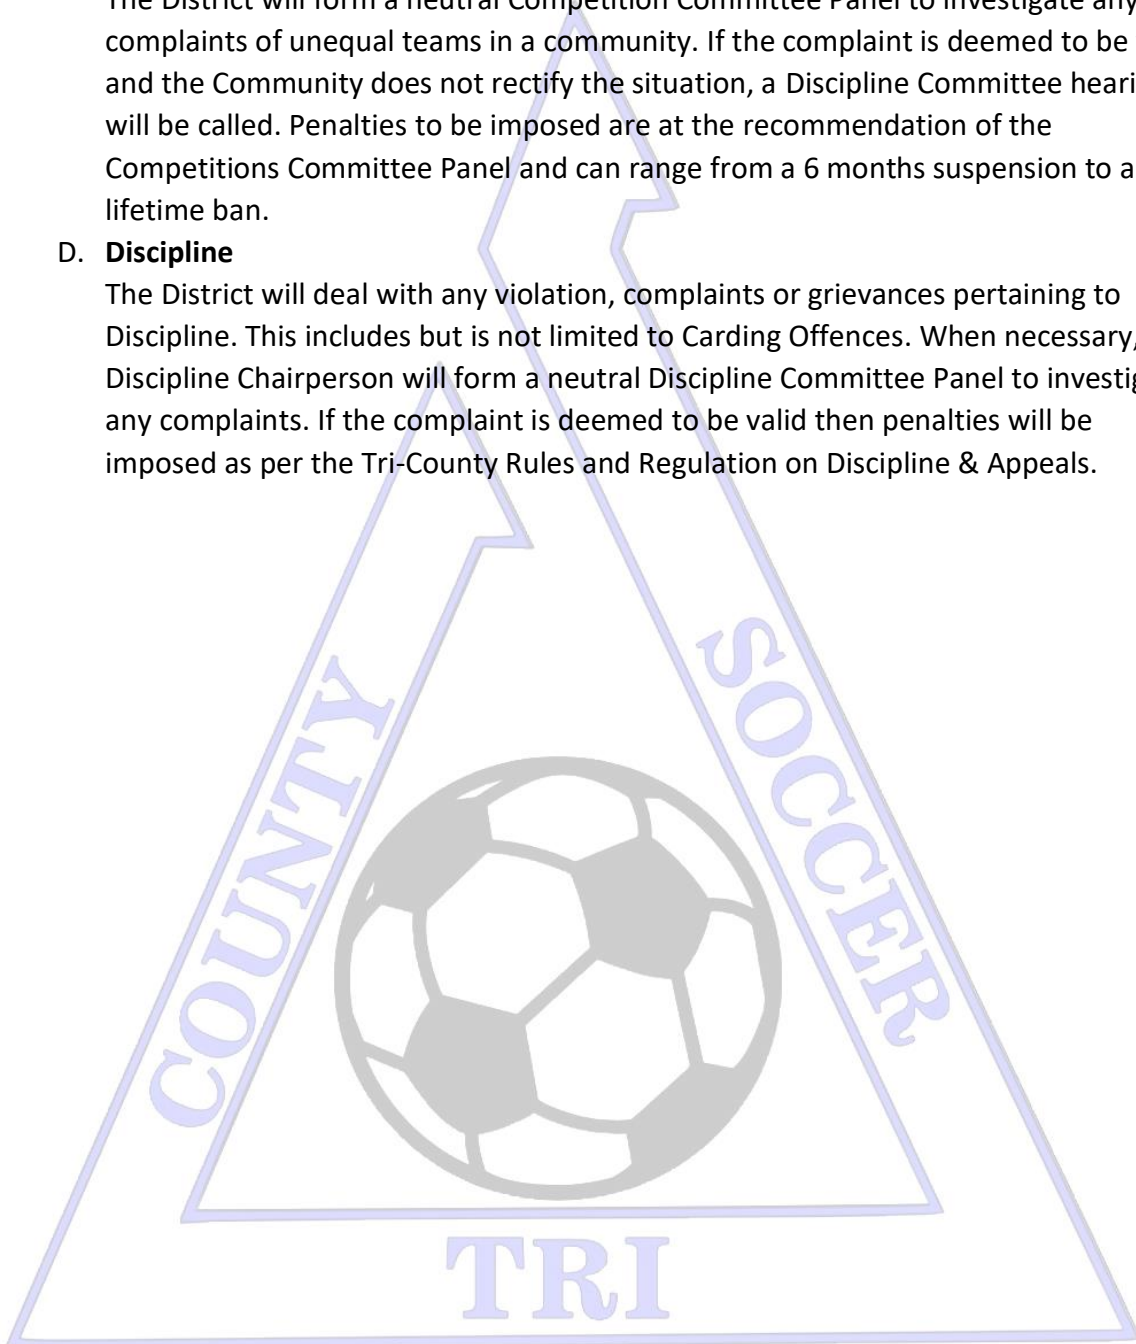 The District will form a neutral Competition Committee Panel to investigate any
complaints of unequal teams in a community. If the complaint is deemed to be
and the Community does not rectify the situation, a Discipline Committee heari
will be called. Penalties to be imposed are at the recommendation of the
Competitions Committee Panel and can range from a 6 months suspension to a
lifetime ban.
D. Discipline
The District will deal with any violation, complaints or grievances pertaining to
Discipline. This includes but is not limited to Carding Offences. When necessary,
Discipline Chairperson will form a neutral Discipline Committee Panel to investig
any complaints. If the complaint is deemed to be valid then penalties will be
imposed as per the Tri-County Rules and Regulation on Discipline & Appeals.
COUNTY
SOCCER
TRI